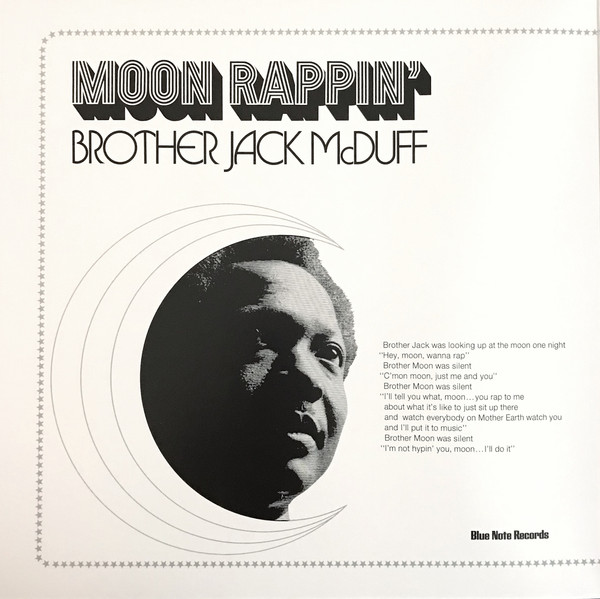 MOON RAPPIN'
BROTHER JACK McDUFF
Brother Jack was looking up at the moon one night
"Hey, moon, wanna rap"
Brother Moon was silent
"C'mon moon, just me and you"
Brother Moon was silent
"I'll tell you what, moon...you rap to me
about what it's like to just sit up there
and watch everybody on Mother Earth watch you
and I'll put it to music"
Brother Moon was silent
"I'm not hypin' you, moon...I'll do it"
Blue Note Records